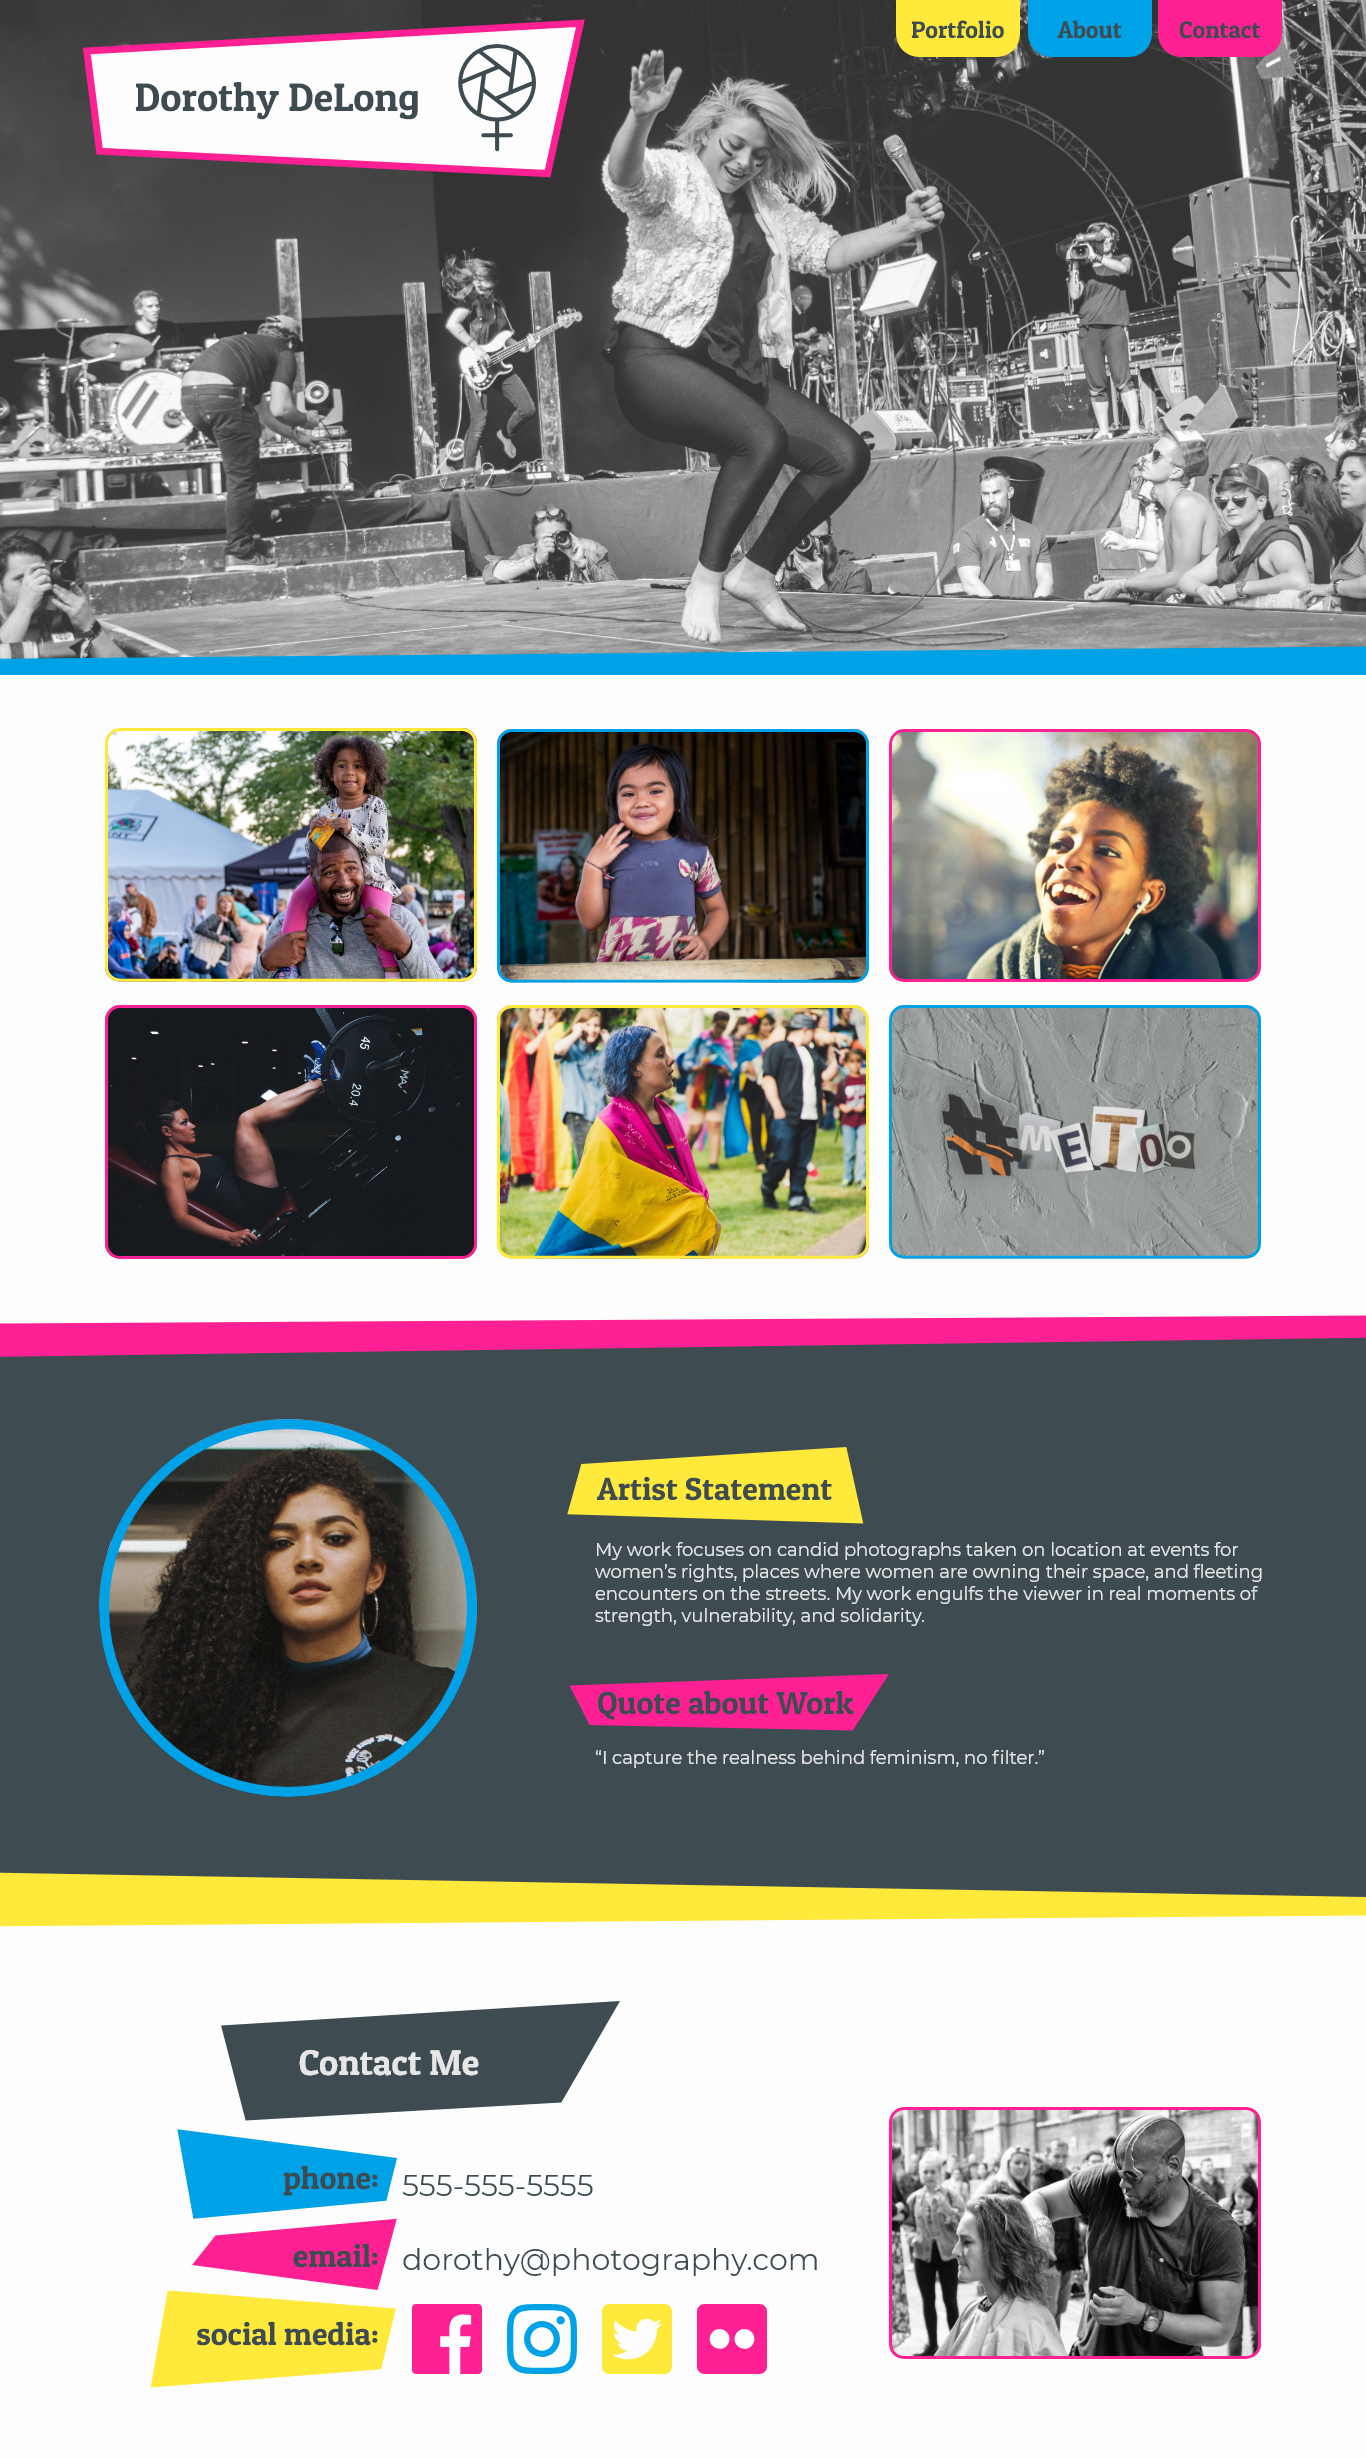 Portfolio
About
Contact
Dorothy DeLong
NT
45
20.4
#METOO
Artist Statement
My work focuses on candid photographs taken on location at events for
women’s rights, places where women are owning their space, and fleeting
encounters on the streets. My work engulfs the viewer in real moments of
strength, vulnerability, and solidarity.
Quote about Work
“I capture the realness behind feminism, no filter.”
Contact Me
phone:
555-555-5555
email:
dorothy@photography.com
social media: